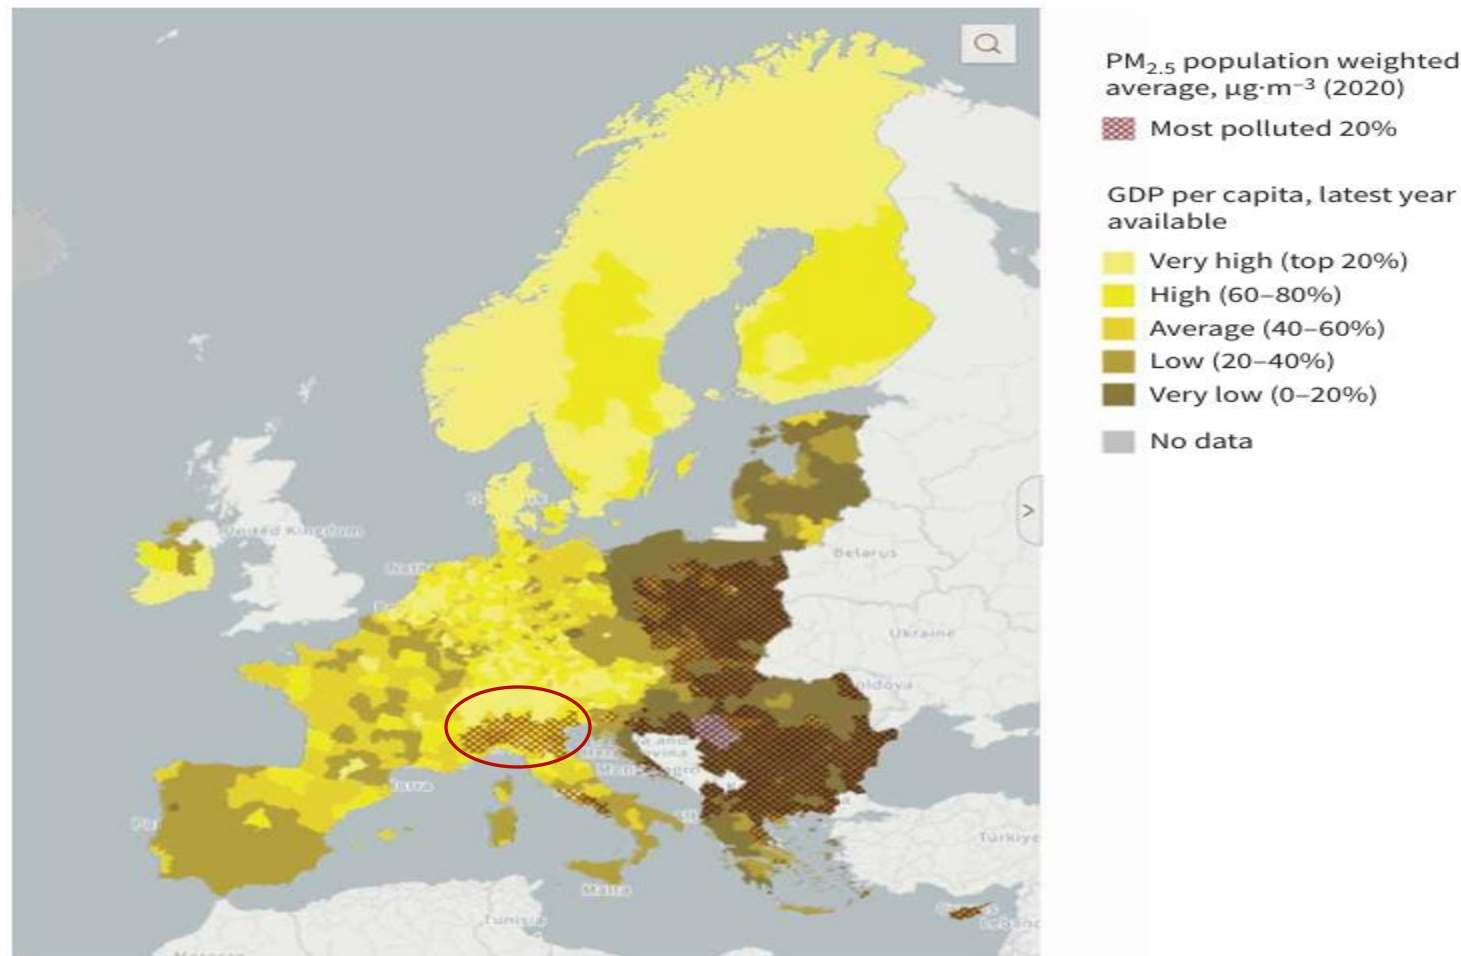 PM2.5 population weighted
average, µg·m⁻³ (2020)
Most polluted 20%
GDP per capita, latest year
available
Very high (top 20%)
High (60–80%)
Average (40–60%)
Low (20–40%)
Very low (0–20%)
No data
>
United Kingdom
Belarus
Ukraine
Moldova
Türkiye
Malta
Tunisia
Morocco